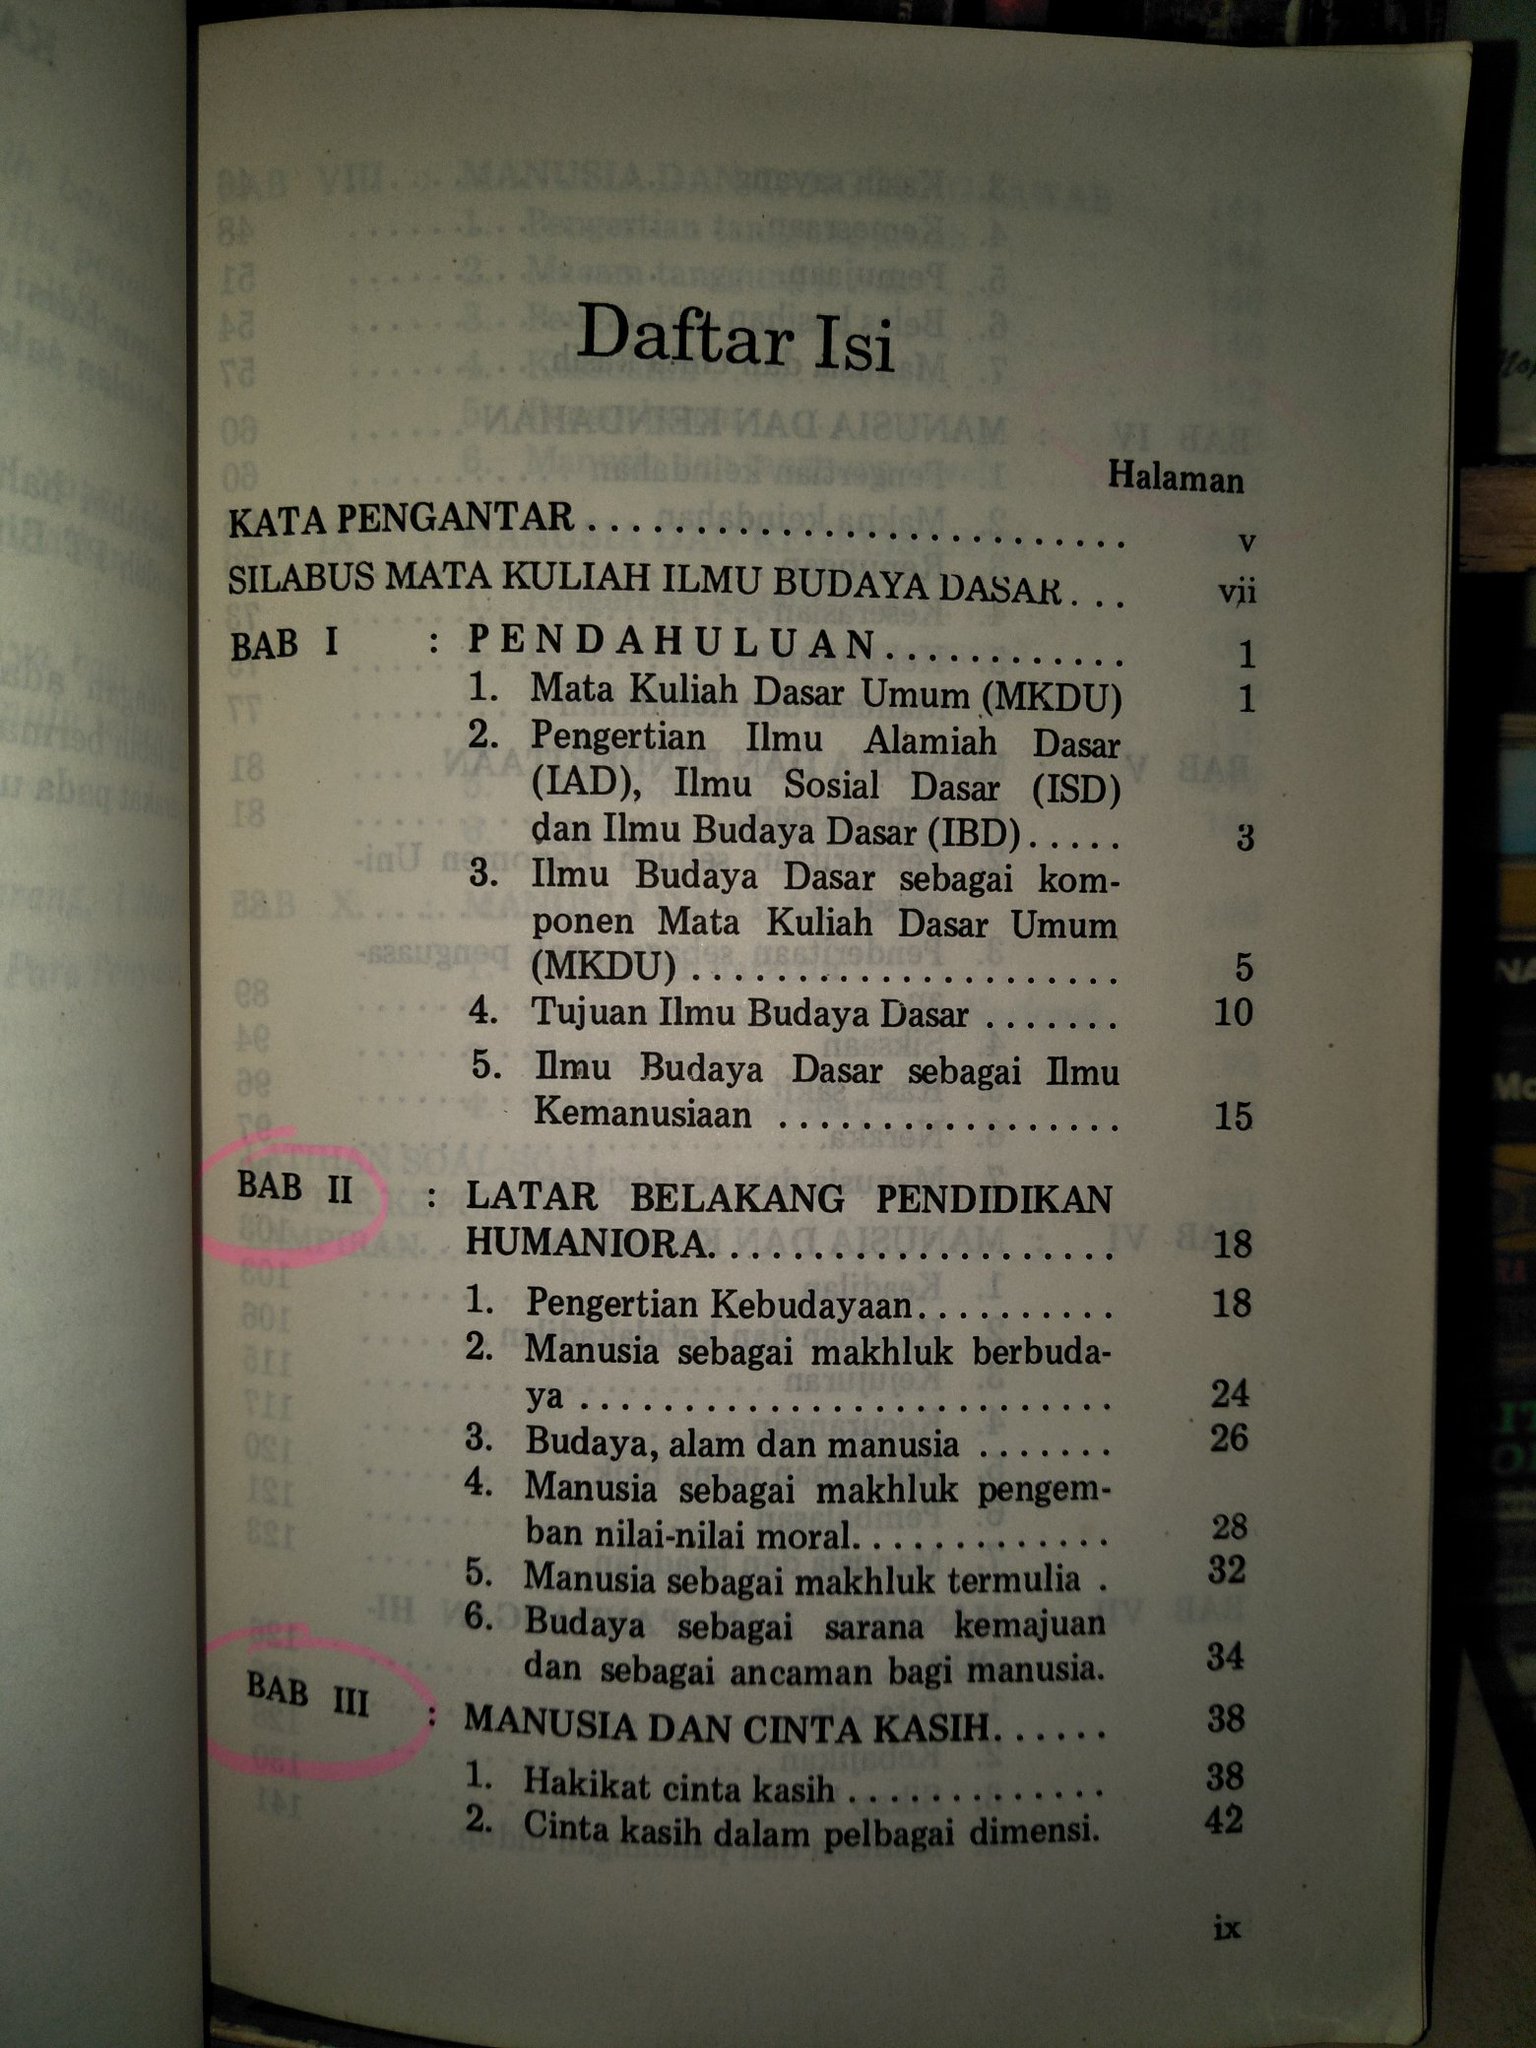 Daftar Isi
Halaman
KATA PENGANTAR . . . . . . . . . . . . . . . . . . . . . . . . . . v
SILABUS MATA KULIAH ILMU BUDAYA DASAR . . . vii
BAB I : P E N D A H U L U A N . . . . . . . . . . . . 1
1. Mata Kuliah Dasar Umum (MKDU) 1
2. Pengertian Ilmu Alamiah Dasar
(IAD), Ilmu Sosial Dasar (ISD)
dan Ilmu Budaya Dasar (IBD) . . . . . 3
3. Ilmu Budaya Dasar sebagai kom-
ponen Mata Kuliah Dasar Umum
(MKDU) . . . . . . . . . . . . . . . . . . . . . 5
4. Tujuan Ilmu Budaya Dasar . . . . . . . 10
5. Ilmu Budaya Dasar sebagai Ilmu
Kemanusiaan . . . . . . . . . . . . . . . . . 15
BAB II : LATAR BELAKANG PENDIDIKAN
HUMANIORA. . . . . . . . . . . . . . . . . . . . 18
1. Pengertian Kebudayaan. . . . . . . . . . 18
2. Manusia sebagai makhluk berbuda-
ya . . . . . . . . . . . . . . . . . . . . . . . . . . 24
3. Budaya, alam dan manusia . . . . . . . 26
4. Manusia sebagai makhluk pengem-
ban nilai-nilai moral. . . . . . . . . . . . . 28
5. Manusia sebagai makhluk termulia . 32
6. Budaya sebagai sarana kemajuan
dan sebagai ancaman bagi manusia. 34
BAB III : MANUSIA DAN CINTA KASIH. . . . . . 38
1. Hakikat cinta kasih . . . . . . . . . . . . . 38
2. Cinta kasih dalam pelbagai dimensi. 42
ix